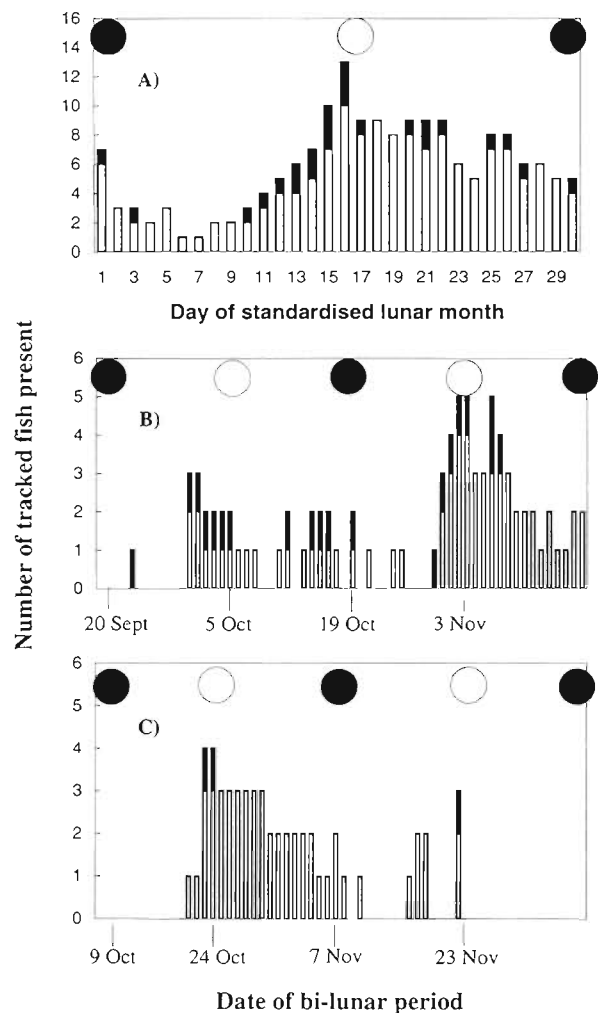 16
14
A)
12
10
8
6
4
2
0
1 3 5 7 9 11 13 15 17 19 21 23 25 27 29
Day of standardised lunar month
Number of tracked fish present
6
5
B)
4
3
2
1
0
20 Sept 5 Oct 19 Oct 3 Nov
6
5
C)
4
3
2
1
0
9 Oct 24 Oct 7 Nov 23 Nov
Date of bi-lunar period